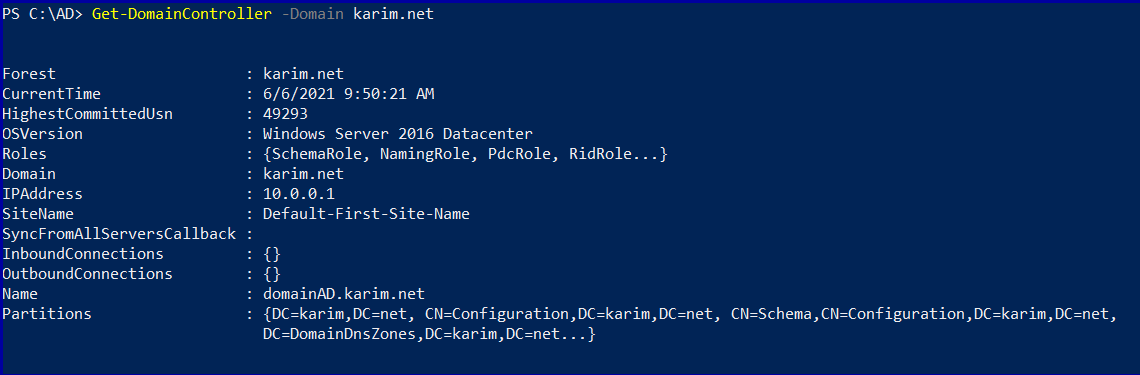 PS C:\AD> Get-DomainController -Domain karim.net
Forest : karim.net
CurrentTime : 6/6/2021 9:50:21 AM
HighestCommittedUsn : 49293
OSVersion : Windows Server 2016 Datacenter
Roles : {SchemaRole, NamingRole, PdcRole, RidRole...}
Domain : karim.net
IPAddress : 10.0.0.1
SiteName : Default-First-Site-Name
SyncFromAllServersCallback :
InboundConnections : {}
OutboundConnections : {}
Name : domainAD.karim.net
Partitions : {DC=karim,DC=net, CN=Configuration,DC=karim,DC=net, CN=Schema,CN=Configuration,DC=karim,DC=net,
DC=DomainDnsZones,DC=karim,DC=net...}